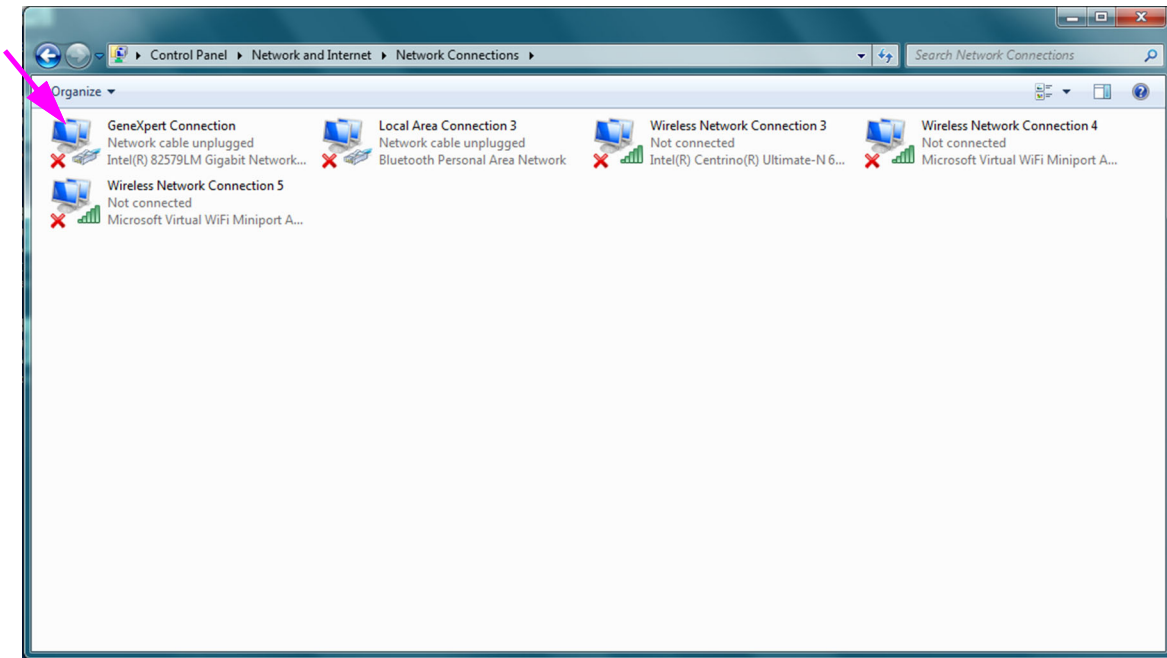 Control Panel Network and Internet Network Connections Search Network Connections
Organize
GeneXpert Connection
Network cable unplugged
Intel(R) 82579LM Gigabit Network...
Local Area Connection 3
Network cable unplugged
Bluetooth Personal Area Network
Wireless Network Connection 3
Not connected
Intel(R) Centrino(R) Ultimate-N 6...
Wireless Network Connection 4
Not connected
Microsoft Virtual WiFi Miniport A...
Wireless Network Connection 5
Not connected
Microsoft Virtual WiFi Miniport A...